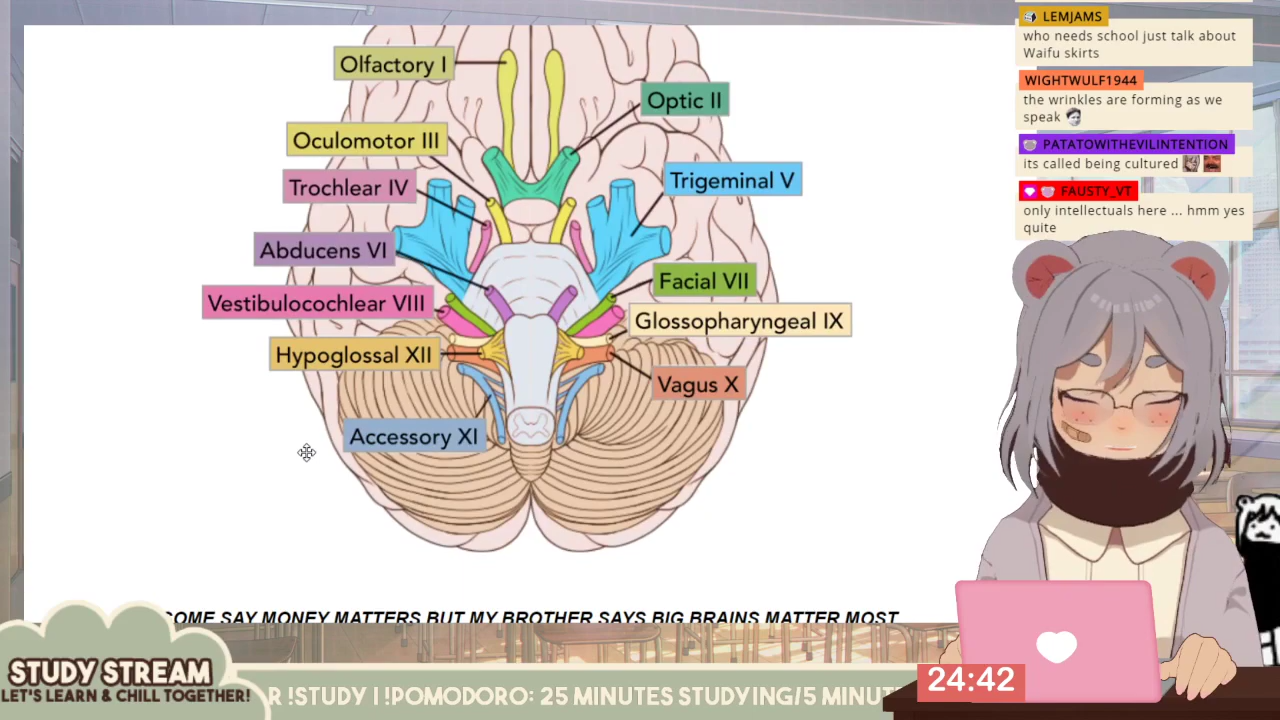 Olfactory I
Optic II
Oculomotor III
Trochlear IV
Trigeminal V
Abducens VI
Facial VII
Vestibulocochlear VIII
Glossopharyngeal IX
Hypoglossal XII
Vagus X
Accessory XI
SOME SAY MONEY MATTERS BUT MY BROTHER SAYS BIG BRAINS MATTER MOST
LEMJAMS
who needs school just talk about
Waifu skirts
WIGHTWULF1944
the wrinkles are forming as we
speak
PATATOWITHEVILINTENTION
its called being cultured
FAUSTY_VT
only intellectuals here ... hmm yes
quite
STUDY STREAM
LET'S LEARN & CHILL TOGETHER!
R !STUDY | !POMODORO: 25 MINUTES STUDYING/5 MINUT
24:42